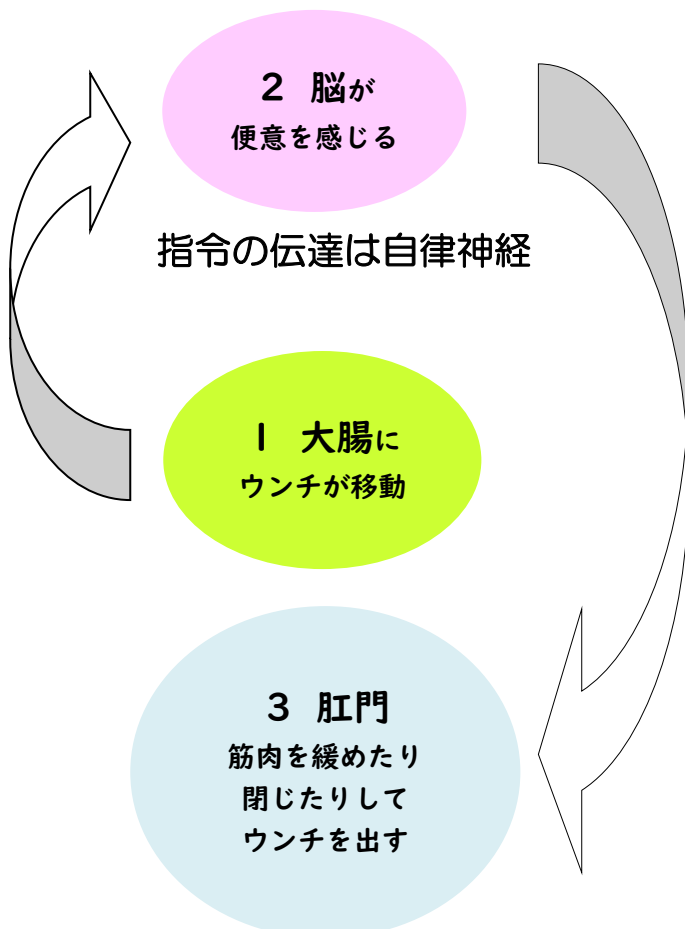 2 脳が
便意を感じる
指令の伝達は自律神経
1 大腸に
ウンチが移動
3 肛門
筋肉を緩めたり
閉じたりして
ウンチを出す